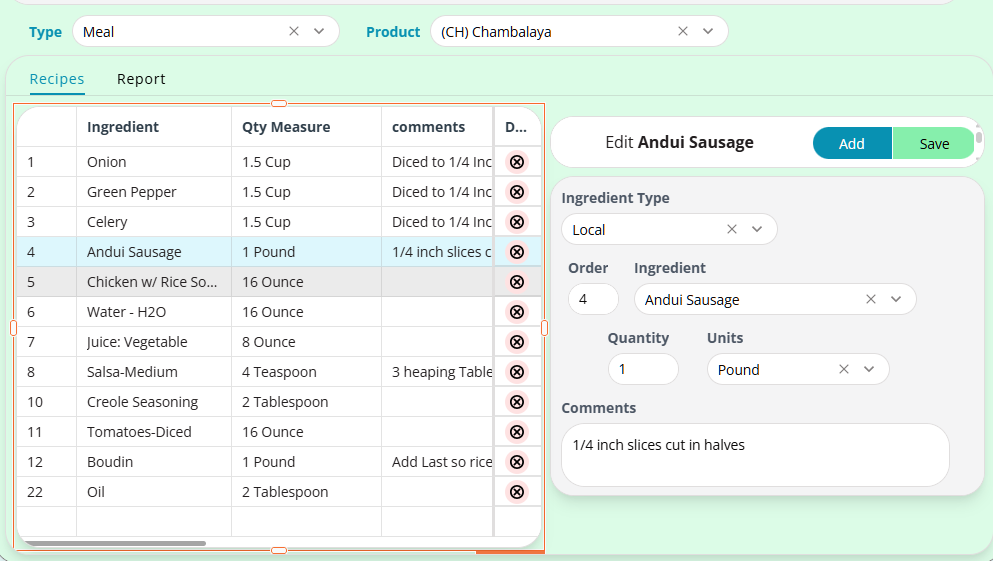 Type Meal Product (CH) Chambalaya
Recipes Report
Ingredient Qty Measure comments D...
1 Onion 1.5 Cup Diced to 1/4 Inc
2 Green Pepper 1.5 Cup Diced to 1/4 Inc
3 Celery 1.5 Cup Diced to 1/4 Inc
4 Andui Sausage 1 Pound 1/4 inch slices c
5 Chicken w/ Rice So... 16 Ounce
6 Water - H2O 16 Ounce
7 Juice: Vegetable 8 Ounce
8 Salsa-Medium 4 Teaspoon 3 heaping Table
10 Creole Seasoning 2 Tablespoon
11 Tomatoes-Diced 16 Ounce
12 Boudin 1 Pound Add Last so rice
22 Oil 2 Tablespoon
Edit Andui Sausage Add Save
Ingredient Type
Local
Order Ingredient
4 Andui Sausage
Quantity Units
1 Pound
Comments
1/4 inch slices cut in halves